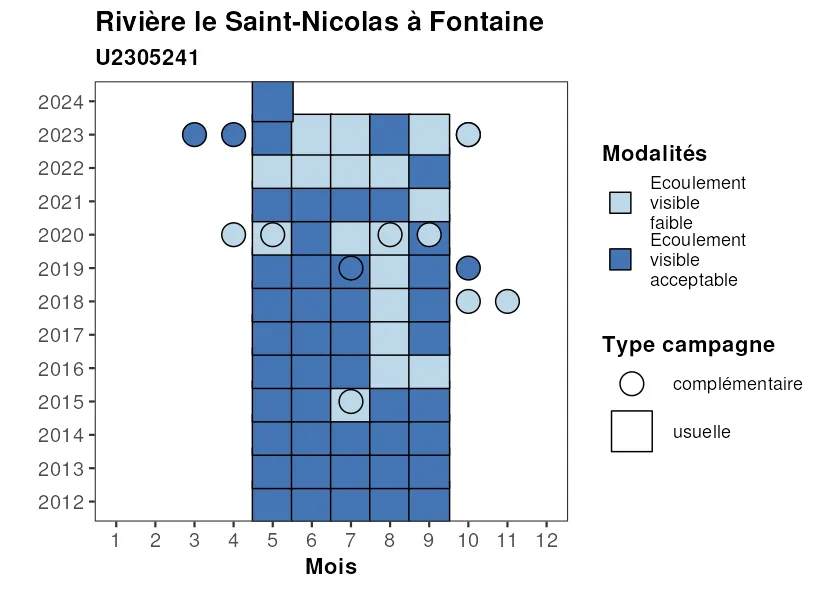 Rivière le Saint-Nicolas à Fontaine
U2305241
2024
2023
2022
2021
2020
2019
2018
2017
2016
2015
2014
2013
2012
1 2 3 4 5 6 7 8 9 10 11 12
Mois
Modalités
Ecoulement
visible
faible
Ecoulement
visible
acceptable
Type campagne
complémentaire
usuelle